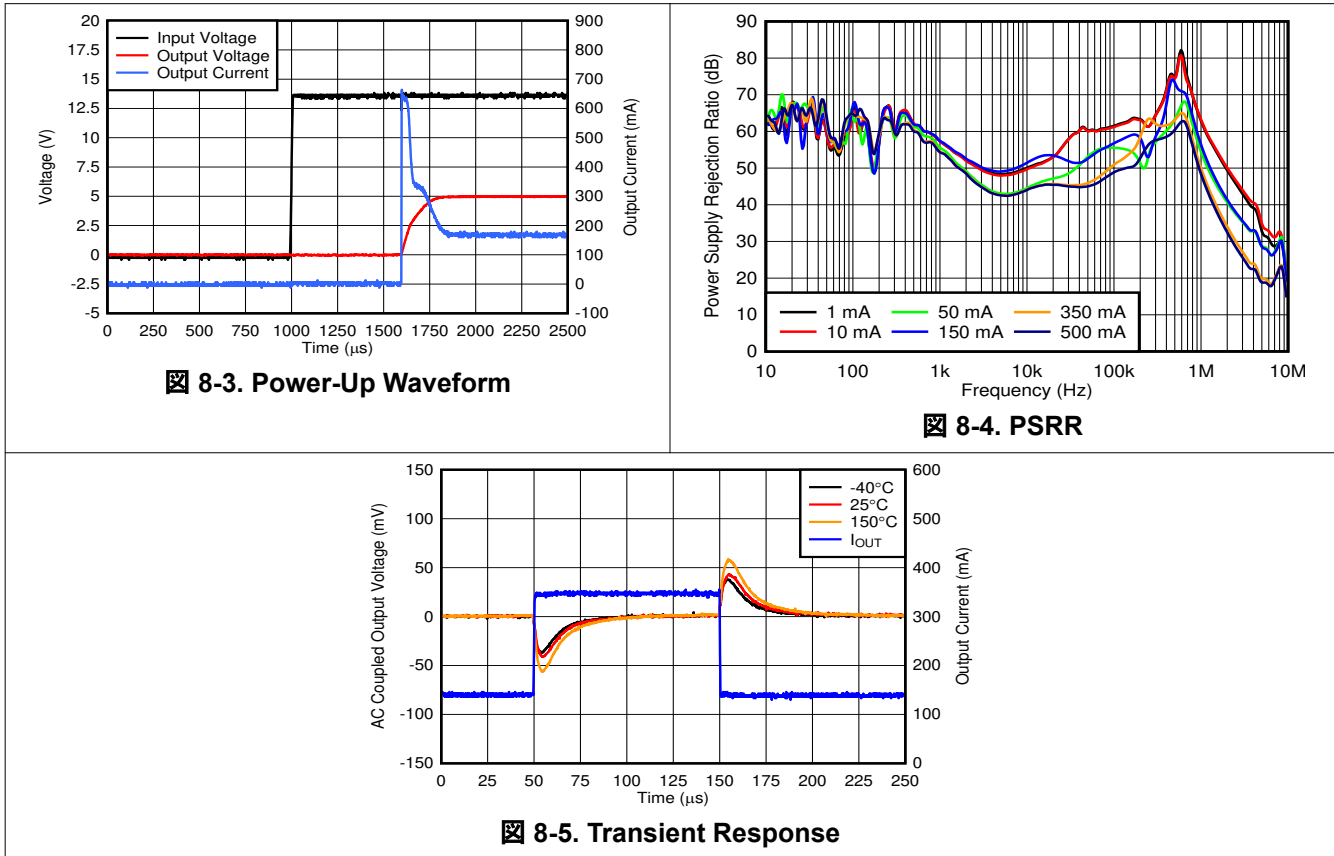 20
17.5
15
12.5
10
7.5
5
2.5
0
-2.5
-5
Voltage (V)
Input Voltage
Output Voltage
Output Current
900
800
700
600
500
400
300
200
100
0
-100
Output Current (mA)
0 250 500 750 1000 1250 1500 1750 2000 2250 2500
Time (μs)
図 8-3. Power-Up Waveform
90
80
70
60
50
40
30
20
10
0
Power Supply Rejection Ratio (dB)
1 mA 50 mA 350 mA
10 mA 150 mA 500 mA
10 100 1k 10k 100k 1M 10M
Frequency (Hz)
図 8-4. PSRR
150
100
50
0
-50
-100
-150
AC Coupled Output Voltage (mV)
-40°C
25°C
150°C
IOUT
600
500
400
300
200
100
0
Output Current (mA)
0 25 50 75 100 125 150 175 200 225 250
Time (μs)
図 8-5. Transient Response